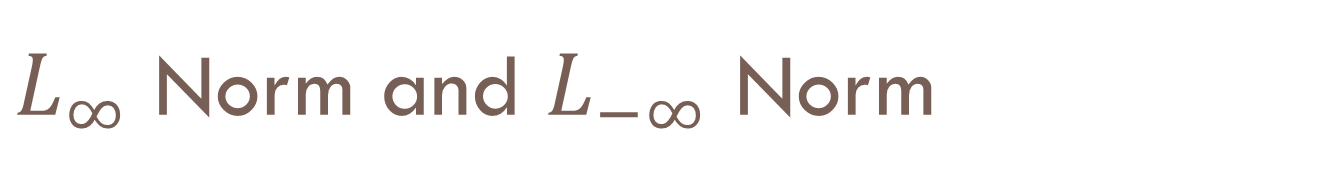 L∞ Norm and L−∞ Norm